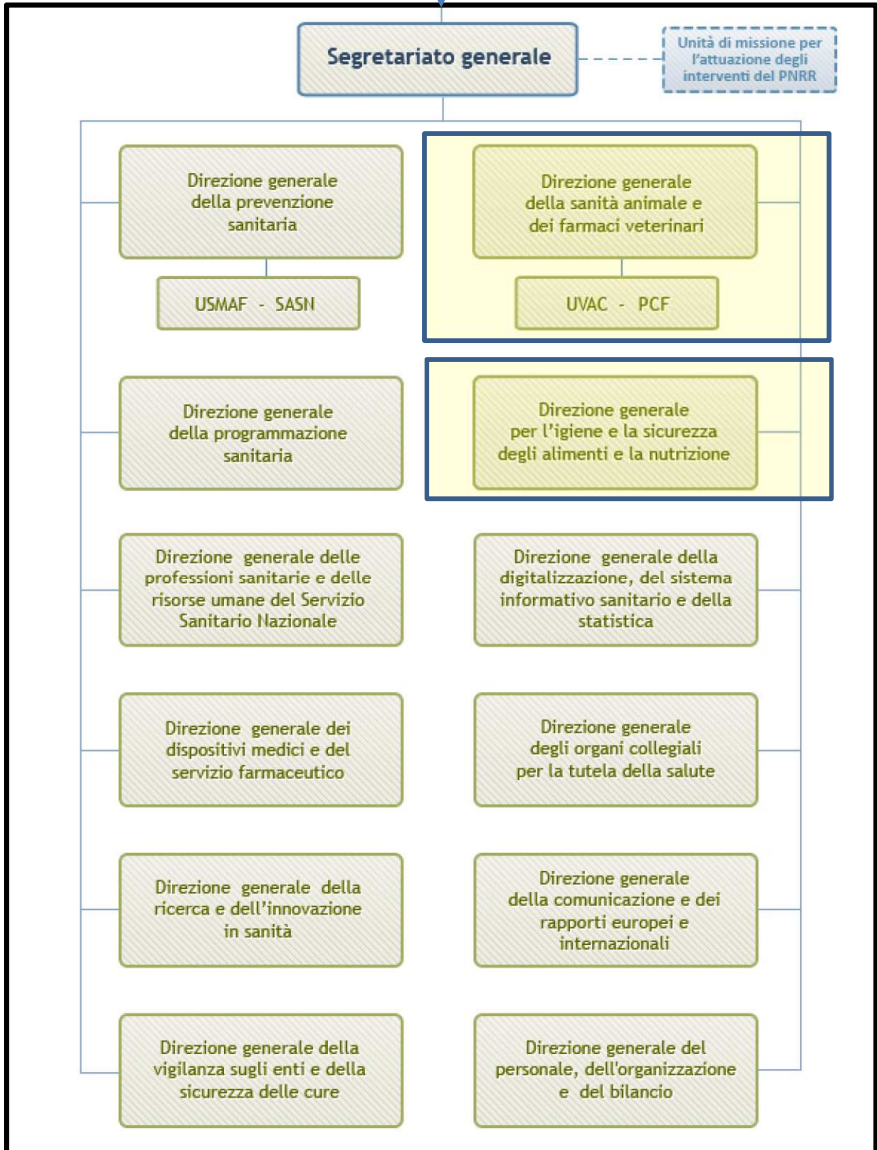 Segretariato generale
Unità di missione per
l'attuazione degli
interventi del PNRR
Direzione generale
della prevenzione
sanitaria
USMAF - SASN
Direzione generale
della sanità animale e
dei farmaci veterinari
UVAC - PCF
Direzione generale
della programmazione
sanitaria
Direzione generale
per l'igiene e la sicurezza
degli alimenti e la nutrizione
Direzione generale delle
professioni sanitarie e delle
risorse umane del Servizio
Sanitario Nazionale
Direzione generale della
digitalizzazione, del sistema
informativo sanitario e della
statistica
Direzione generale dei
dispositivi medici e del
servizio farmaceutico
Direzione generale
degli organi collegiali
per la tutela della salute
Direzione generale della
ricerca e dell'innovazione
in sanità
Direzione generale
della comunicazione e dei
rapporti europei e
internazionali
Direzione generale della
vigilanza sugli enti e della
sicurezza delle cure
Direzione generale del
personale, dell'organizzazione
e del bilancio